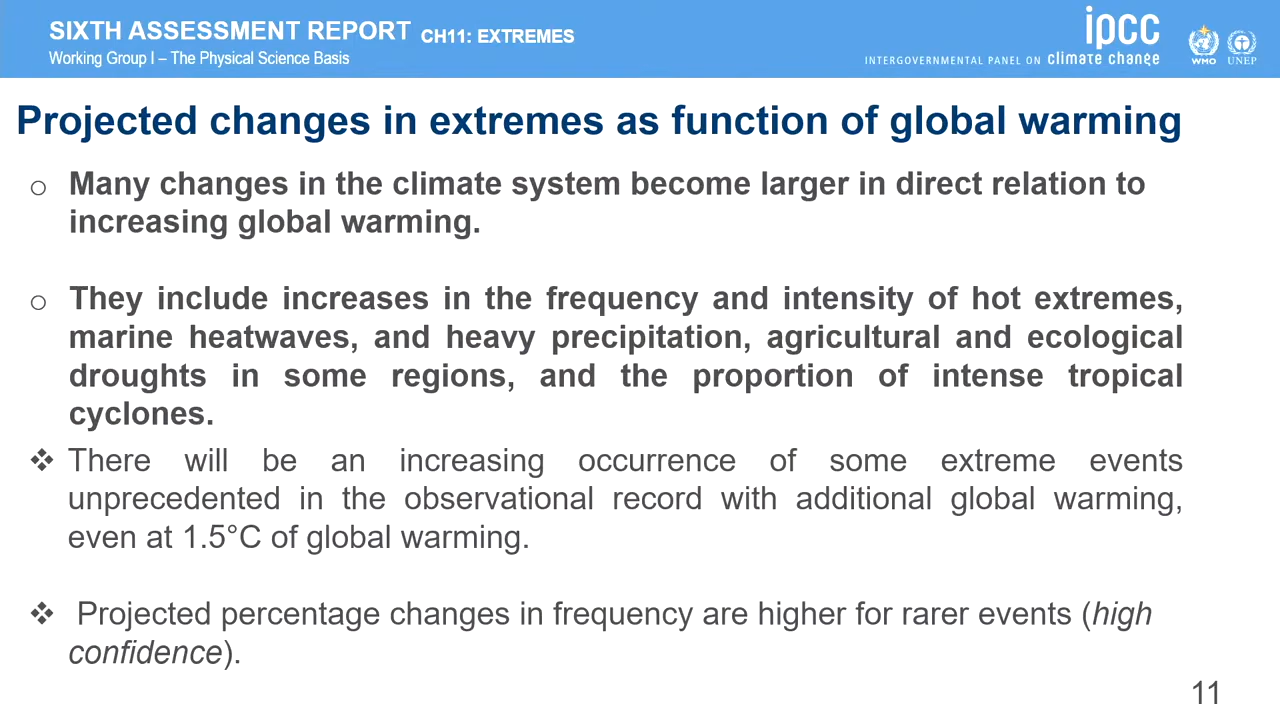 SIXTH ASSESSMENT REPORT CH11: EXTREMES
Working Group I – The Physical Science Basis
ipcc
INTERGOVERNMENTAL PANEL ON climate change
WMO UNEP
Projected changes in extremes as function of global warming
Many changes in the climate system become larger in direct relation to
increasing global warming.
They include increases in the frequency and intensity of hot extremes,
marine heatwaves, and heavy precipitation, agricultural and ecological
droughts in some regions, and the proportion of intense tropical
cyclones.
There will be an increasing occurrence of some extreme events
unprecedented in the observational record with additional global warming,
even at 1.5°C of global warming.
Projected percentage changes in frequency are higher for rarer events (high
confidence).
11